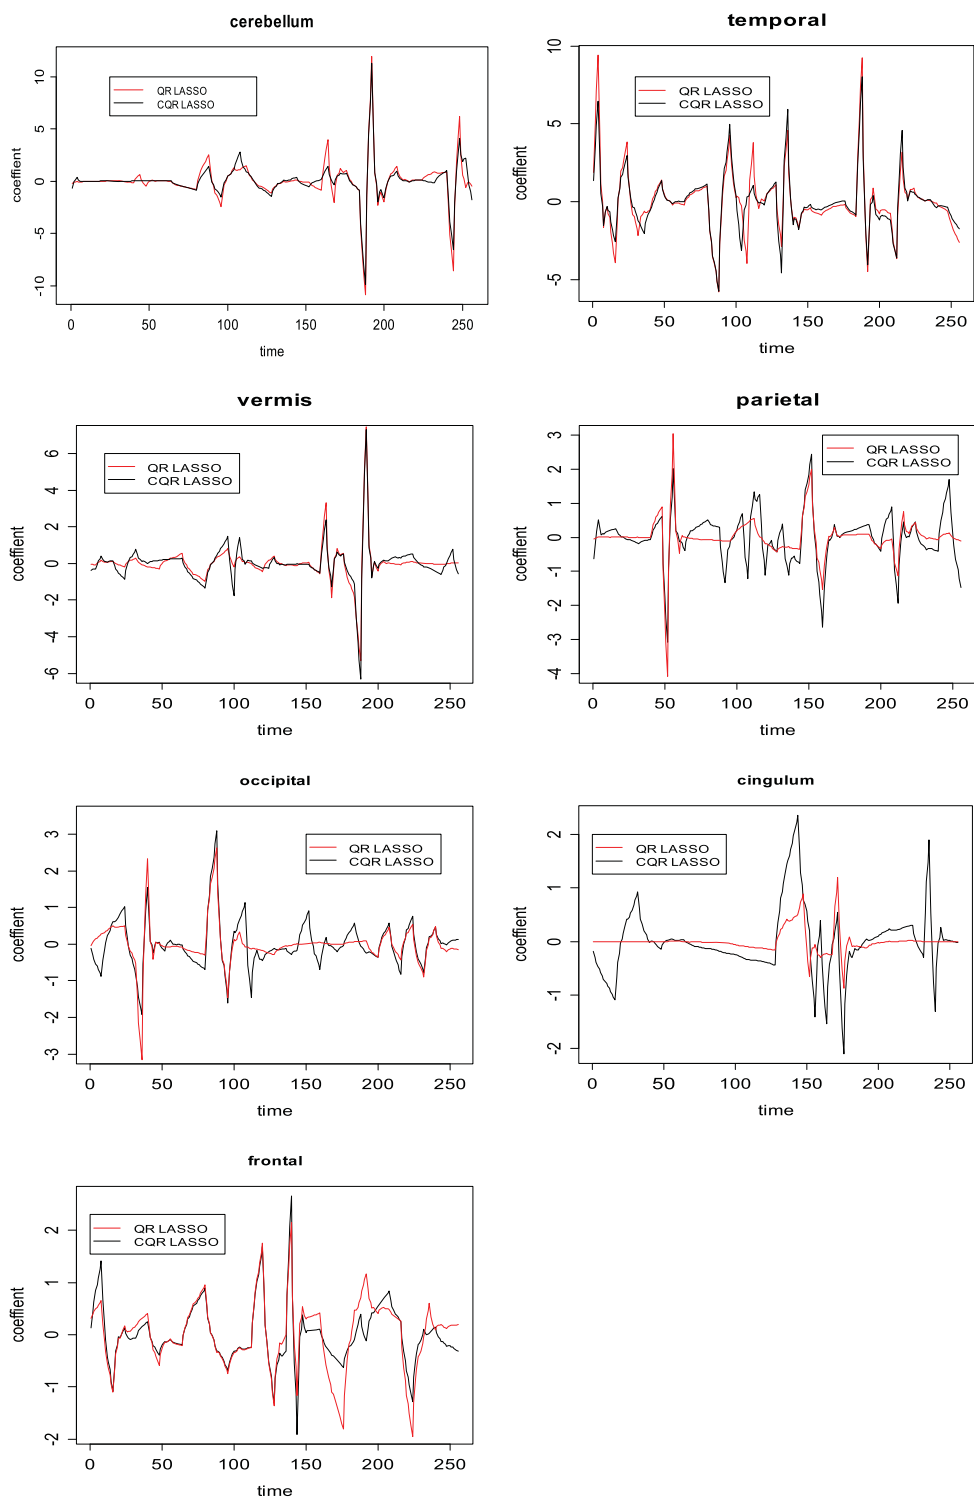 cerebellum
QR LASSO
CQR LASSO
coeffient
10
5
0
-5
-10
0 50 100 150 200 250
time
temporal
QR LASSO
CQR LASSO
coeffient
10
5
0
-5
0 50 100 150 200 250
time
vermis
QR LASSO
CQR LASSO
coeffient
6
4
2
0
-2
-4
-6
0 50 100 150 200 250
time
parietal
QR LASSO
CQR LASSO
coeffient
3
2
1
0
-1
-2
-3
-4
0 50 100 150 200 250
time
occipital
QR LASSO
CQR LASSO
coeffient
3
2
1
0
-1
-2
-3
0 50 100 150 200 250
time
cingulum
QR LASSO
CQR LASSO
coeffient
2
1
0
-1
-2
0 50 100 150 200 250
time
frontal
QR LASSO
CQR LASSO
coeffient
2
1
0
-1
-2
0 50 100 150 200 250
time